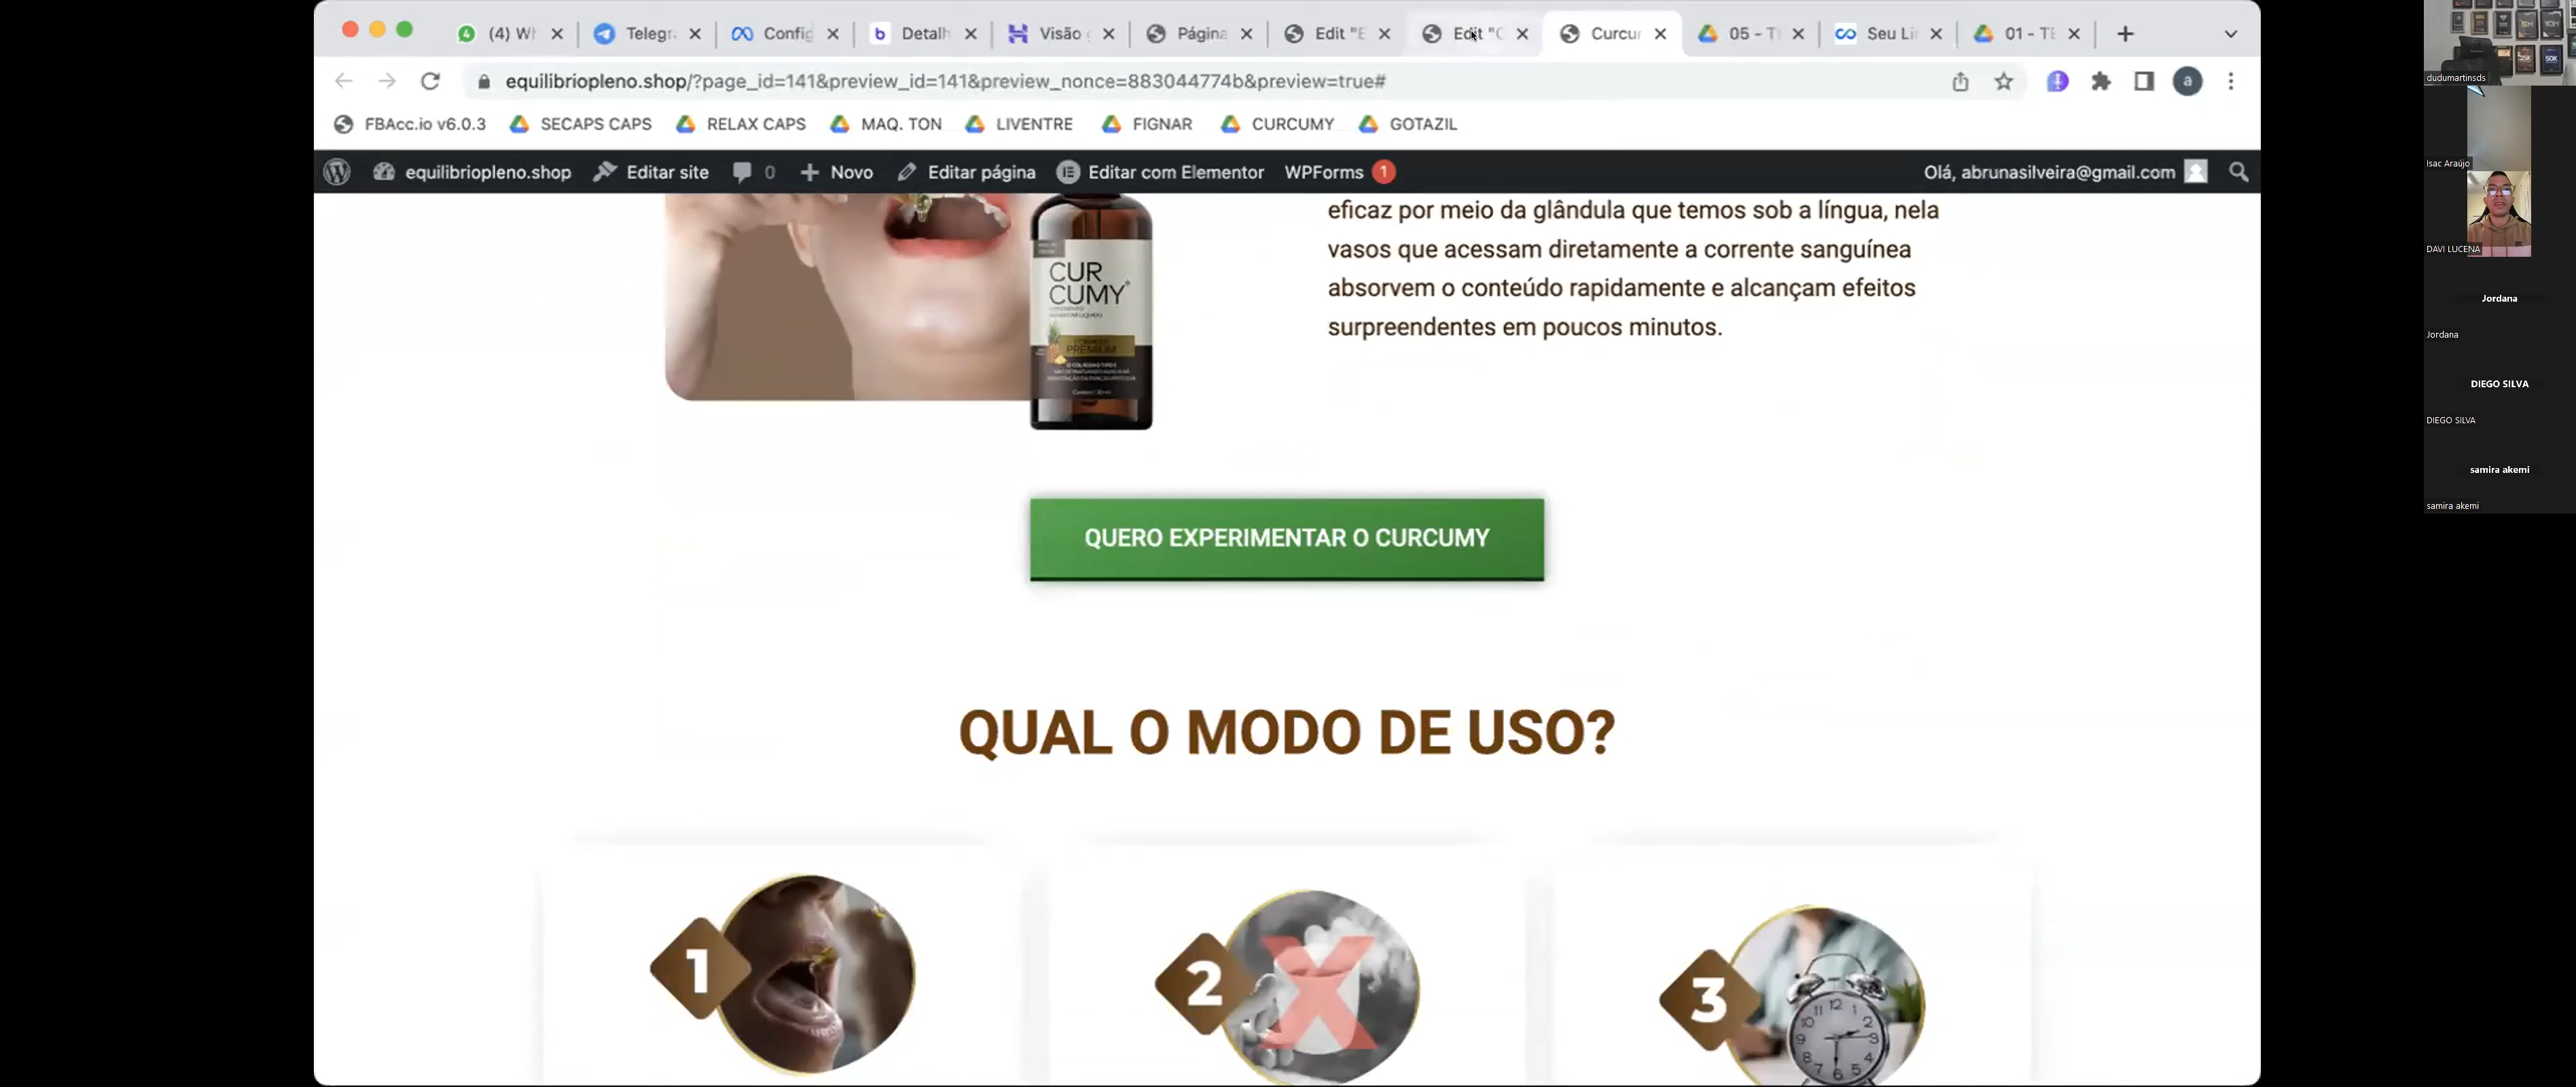 (4) W
Telegr
Config
Detalh
Visão
Página
Edit "E
Edit "C
Curcur
05 - T
Seu Lin
01 - TE
equilibriopleno.shop/?page_id=141&preview_id=141&preview_nonce=883044774b&preview=true#
a
FBAcc.io v6.0.3
SECAPS CAPS
RELAX CAPS
MAQ. TON
LIVENTRE
FIGNAR
CURCUMY
GOTAZIL
equilibriopleno.shop
Editar site
0
Novo
Editar página
Editar com Elementor
WPForms
1
Olá, abrunasilveira@gmail.com
eficaz por meio da glândula que temos sob a língua, nela
vasos que acessam diretamente a corrente sanguínea
absorvem o conteúdo rapidamente e alcançam efeitos
surpreendentes em poucos minutos.
CUR
CUMY
PREMIUM
QUERO EXPERIMENTAR O CURCUMY
QUAL O MODO DE USO?
1
2
3
dudumartinsds
Isac Araújo
DAVI LUCENA
Jordana
Jordana
DIEGO SILVA
DIEGO SILVA
samira akemi
samira akemi